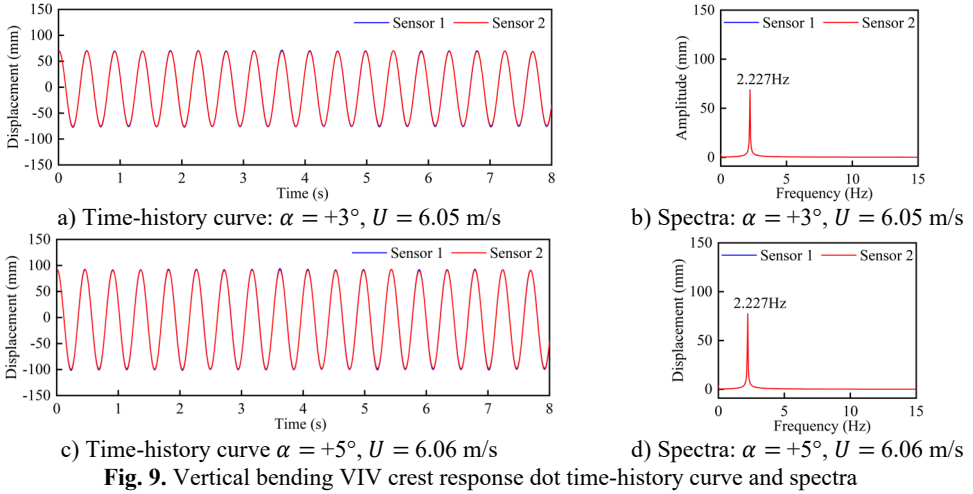 150
100
50
0
-50
-100
-150
Displacement (mm)
Sensor 1 Sensor 2
0 1 2 3 4 5 6 7 8
Time (s)
a) Time-history curve: α = +3°, U = 6.05 m/s
150
100
50
0
Amplitude (mm)
Sensor 1 Sensor 2
2.227Hz
0 5 10 15
Frequency (Hz)
b) Spectra: α = +3°, U = 6.05 m/s
150
100
50
0
-50
-100
-150
Displacement (mm)
Sensor 1 Sensor 2
0 1 2 3 4 5 6 7 8
Time (s)
c) Time-history curve α = +5°, U = 6.06 m/s
150
100
50
0
Displacement (mm)
Sensor 1 Sensor 2
2.227Hz
0 5 10 15
Frequency (Hz)
d) Spectra: α = +5°, U = 6.06 m/s
Fig. 9. Vertical bending VIV crest response dot time-history curve and spectra